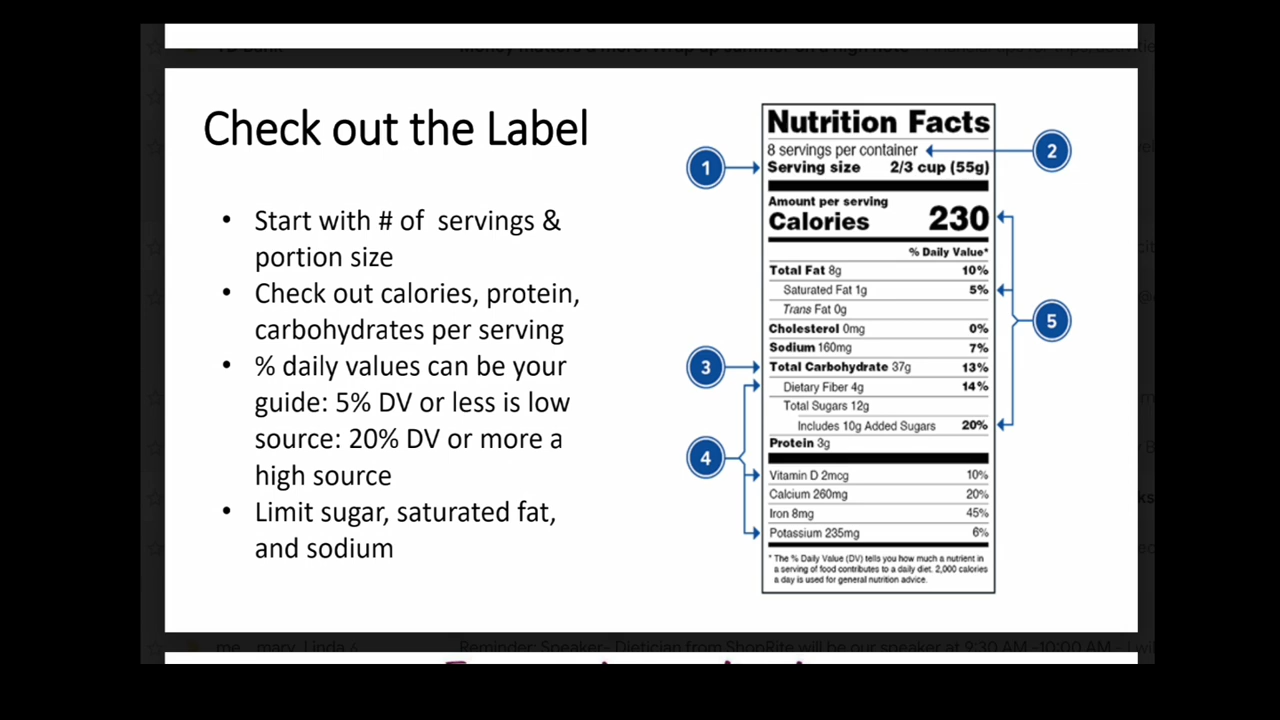 Check out the Label
• Start with # of servings &
portion size
• Check out calories, protein,
carbohydrates per serving
• % daily values can be your
guide: 5% DV or less is low
source: 20% DV or more a
high source
• Limit sugar, saturated fat,
and sodium
Nutrition Facts
8 servings per container
Serving size 2/3 cup (55g)
Amount per serving
Calories 230
% Daily Value*
Total Fat 8g 10%
Saturated Fat 1g 5%
Trans Fat 0g
Cholesterol 0mg 0%
Sodium 160mg 7%
Total Carbohydrate 37g 13%
Dietary Fiber 4g 14%
Total Sugars 12g
Includes 10g Added Sugars 20%
Protein 3g
Vitamin D 2mcg 10%
Calcium 260mg 20%
Iron 8mg 45%
Potassium 235mg 6%
* The % Daily Value (DV) tells you how much a nutrient in
a serving of food contributes to a daily diet. 2,000 calories
a day is used for general nutrition advice.
1
2
3
4
5
me, mary, Linda 6 Reminder: Speaker- Dietician from ShopRite will be our speaker at 9:30 AM -10:00 AM